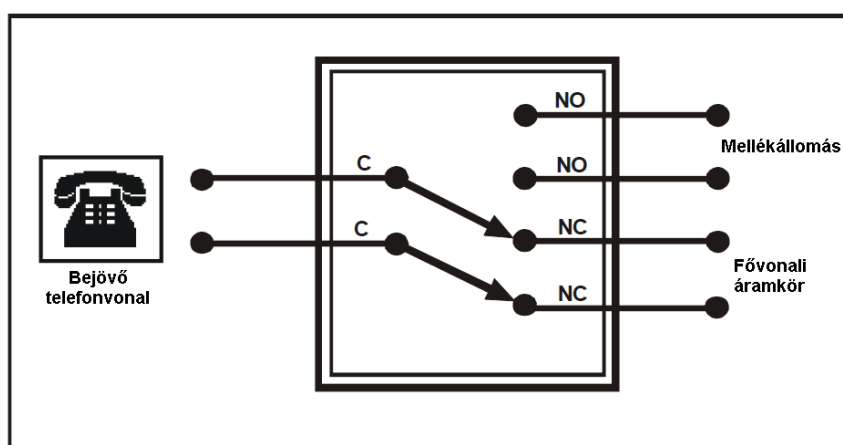 NO
Mellékállomás
NO
C
NC
C
Fővonali
áramkör
NC
Bejövő
telefonvonal